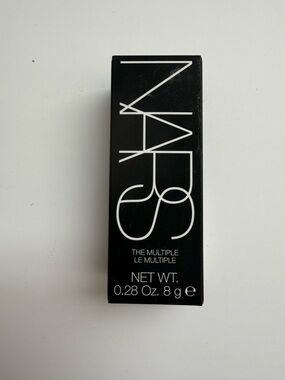 NARS
THE MULTIPLE
LE MULTIPLE
NET WT.
0.28 Oz. 8 g e